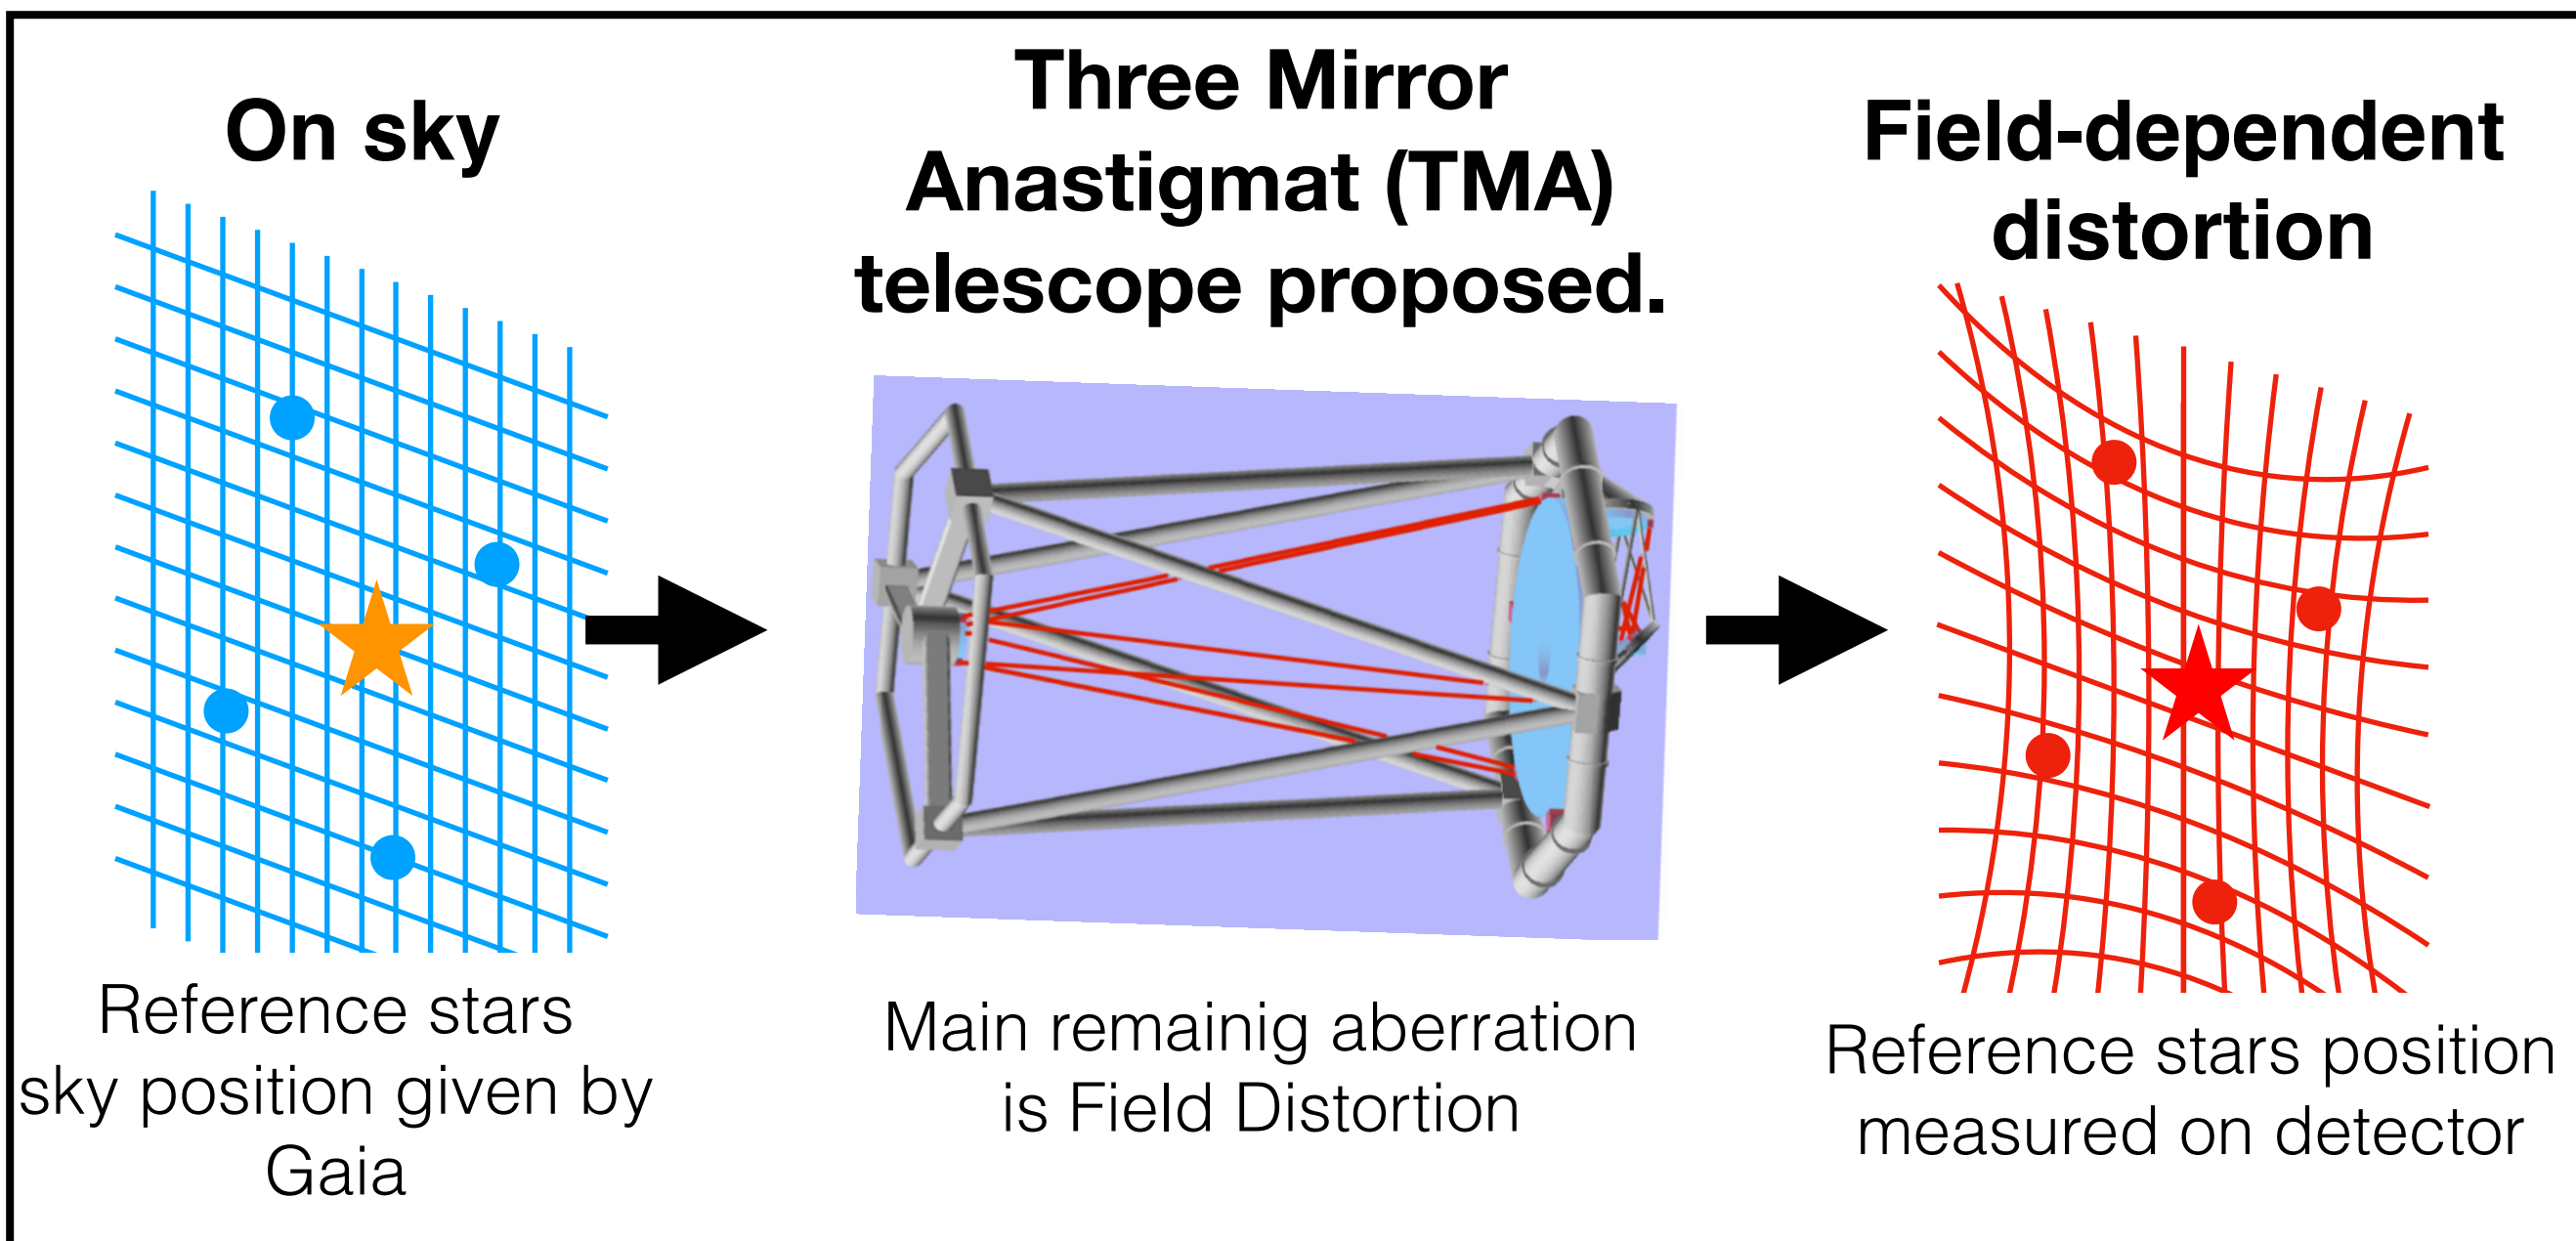 On sky
Reference stars
sky position given by
Gaia
Three Mirror
Anastigmat (TMA)
telescope proposed.
Main remainig aberration
is Field Distortion
Field-dependent
distortion
Reference stars position
measured on detector